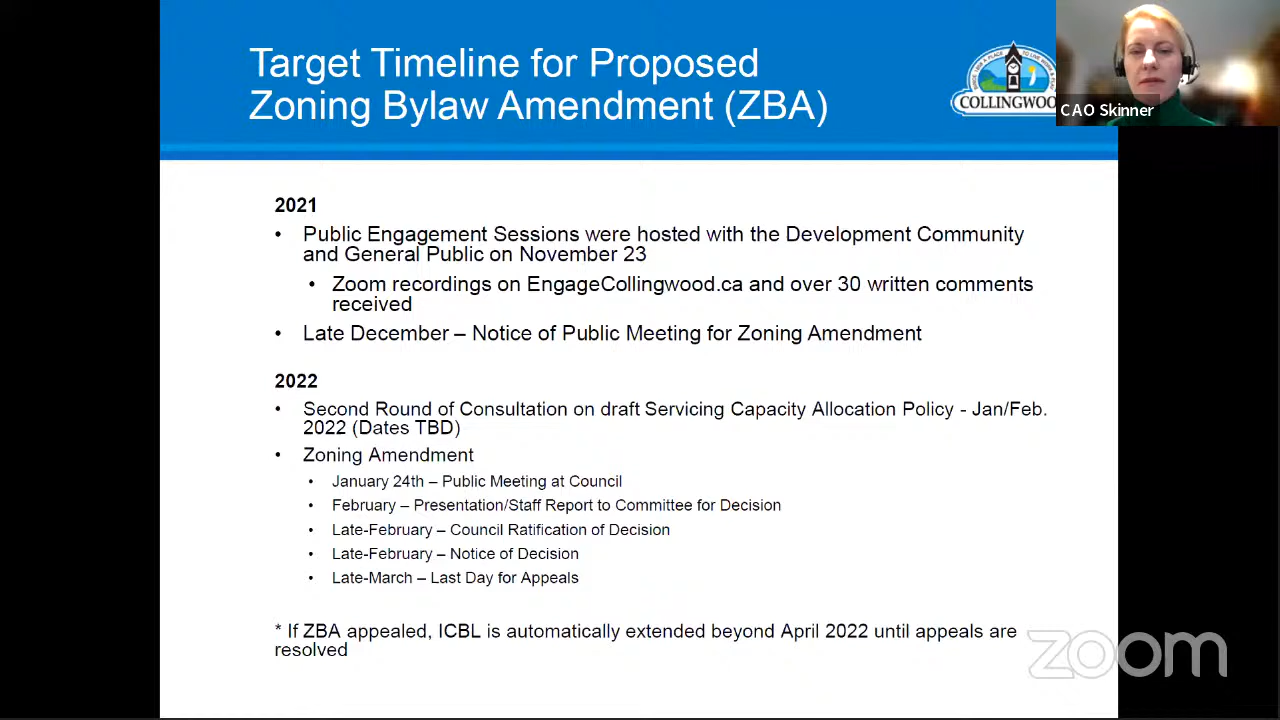 Target Timeline for Proposed
Zoning Bylaw Amendment (ZBA)
COLLINGWOO
CAO Skinner
2021
• Public Engagement Sessions were hosted with the Development Community
and General Public on November 23
• Zoom recordings on EngageCollingwood.ca and over 30 written comments
received
• Late December – Notice of Public Meeting for Zoning Amendment
2022
• Second Round of Consultation on draft Servicing Capacity Allocation Policy - Jan/Feb.
2022 (Dates TBD)
• Zoning Amendment
• January 24th – Public Meeting at Council
• February – Presentation/Staff Report to Committee for Decision
• Late-February – Council Ratification of Decision
• Late-February – Notice of Decision
• Late-March – Last Day for Appeals
* If ZBA appealed, ICBL is automatically extended beyond April 2022 until appeals are
resolved
zoom